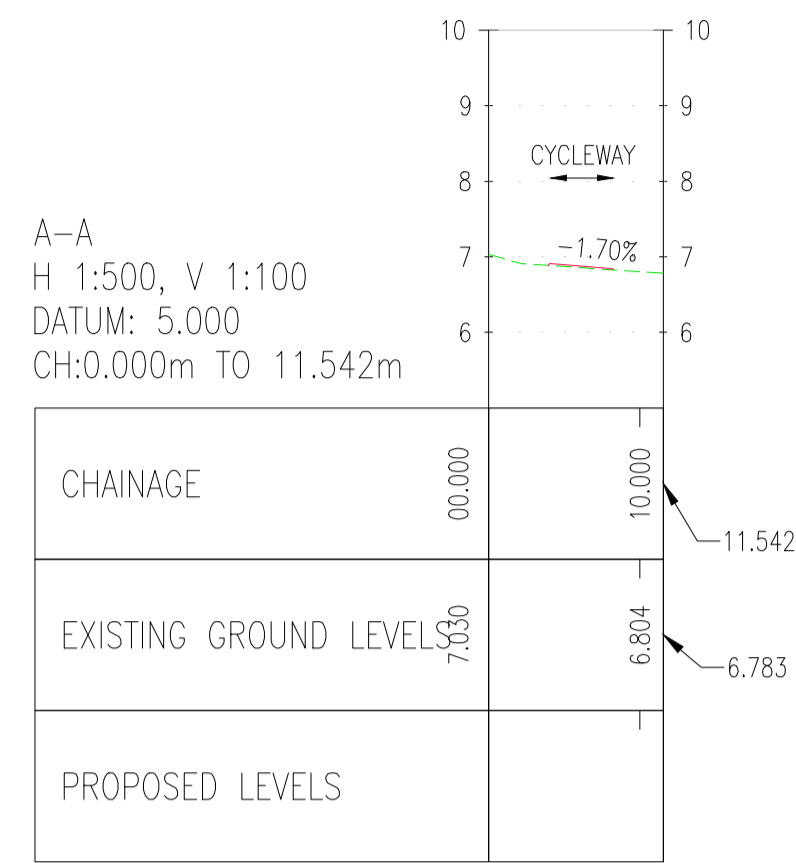 10 10
9 9
CYCLEWAY
8 8
-1.70%
7 7
6 6
A-A
H 1:500, V 1:100
DATUM: 5.000
CH:0.000m TO 11.542m
CHAINAGE 00.000 10.000 11.542
EXISTING GROUND LEVELS 7.030 6.804 6.783
PROPOSED LEVELS